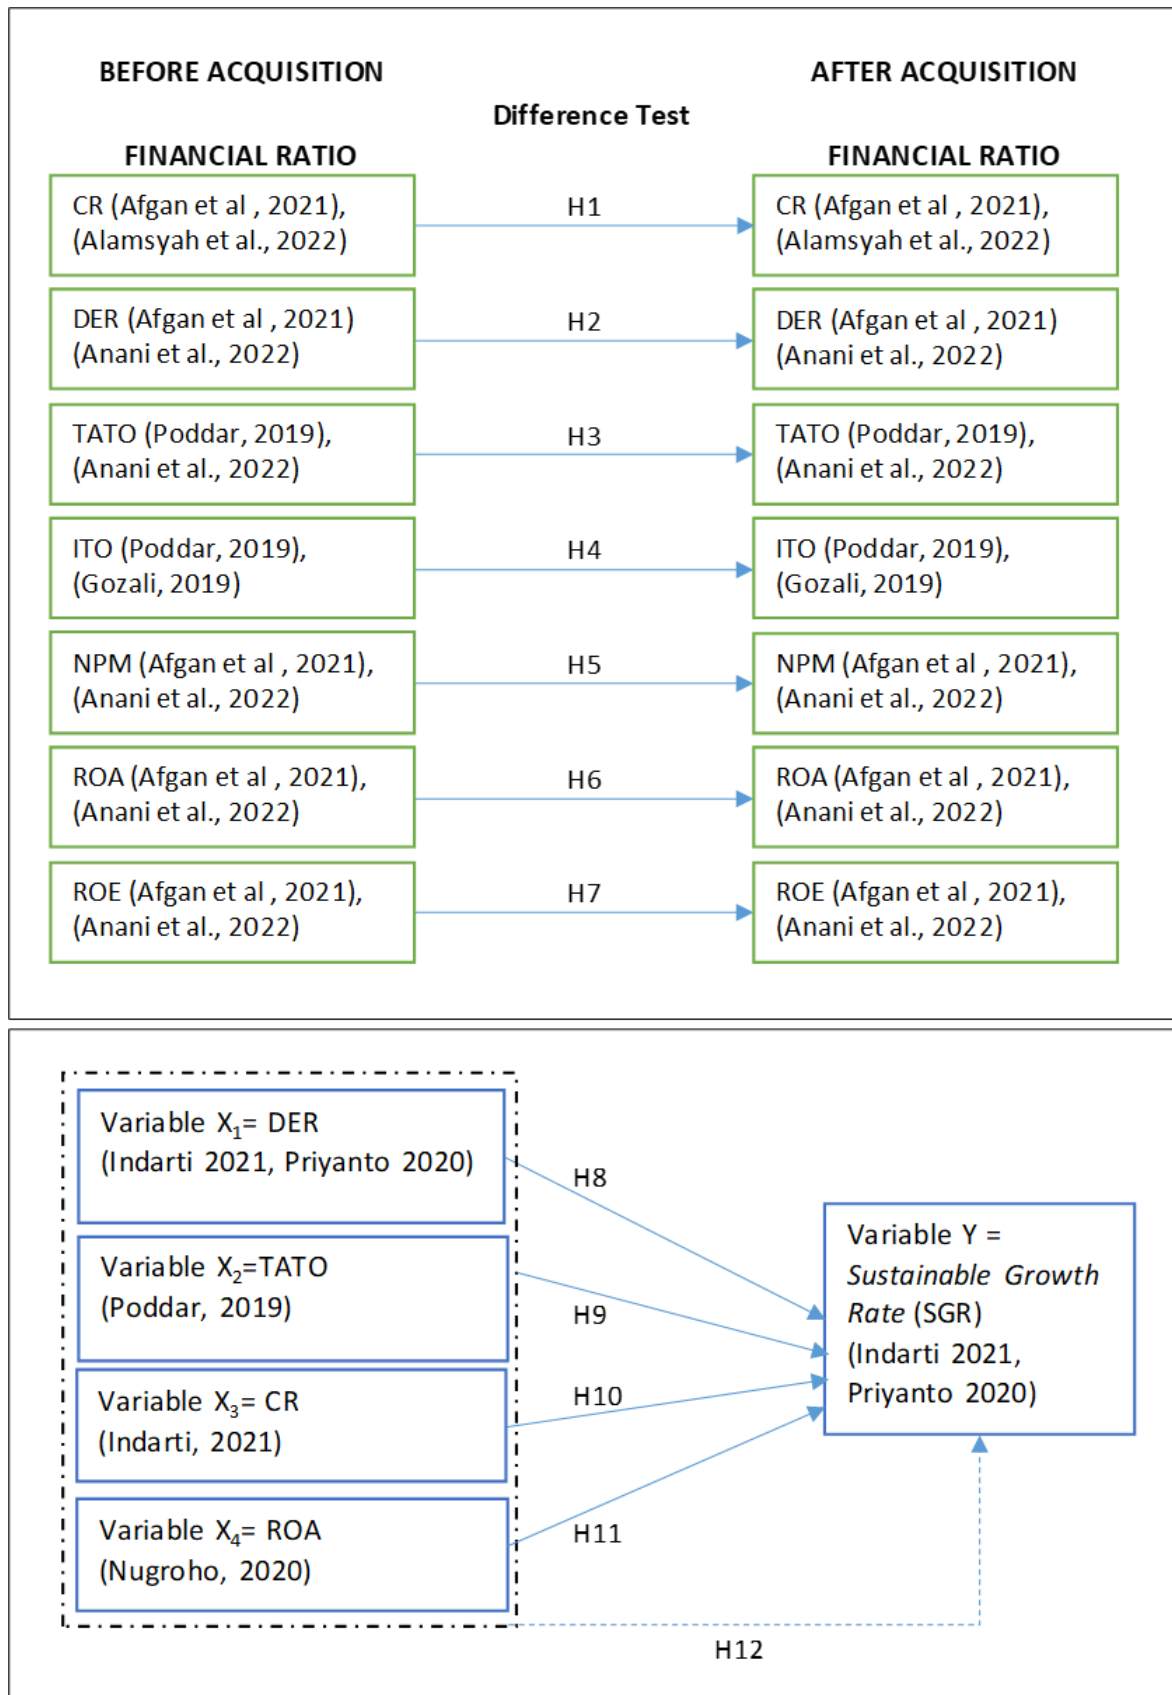 BEFORE ACQUISITION
AFTER ACQUISITION
Difference Test
FINANCIAL RATIO
FINANCIAL RATIO
CR (Afgan et al , 2021),
(Alamsyah et al., 2022)
H1
CR (Afgan et al , 2021),
(Alamsyah et al., 2022)
DER (Afgan et al , 2021)
(Anani et al., 2022)
H2
DER (Afgan et al , 2021)
(Anani et al., 2022)
TATO (Poddar, 2019),
(Anani et al., 2022)
H3
TATO (Poddar, 2019),
(Anani et al., 2022)
ITO (Poddar, 2019),
(Gozali, 2019)
H4
ITO (Poddar, 2019),
(Gozali, 2019)
NPM (Afgan et al , 2021),
(Anani et al., 2022)
H5
NPM (Afgan et al , 2021),
(Anani et al., 2022)
ROA (Afgan et al , 2021),
(Anani et al., 2022)
H6
ROA (Afgan et al , 2021),
(Anani et al., 2022)
ROE (Afgan et al , 2021),
(Anani et al., 2022)
H7
ROE (Afgan et al , 2021),
(Anani et al., 2022)
Variable X₁= DER
(Indarti 2021, Priyanto 2020)
Variable X₂=TATO
(Poddar, 2019)
Variable X₃= CR
(Indarti, 2021)
Variable X₄= ROA
(Nugroho, 2020)
H8
H9
H10
H11
H12
Variable Y =
Sustainable Growth
Rate (SGR)
(Indarti 2021,
Priyanto 2020)